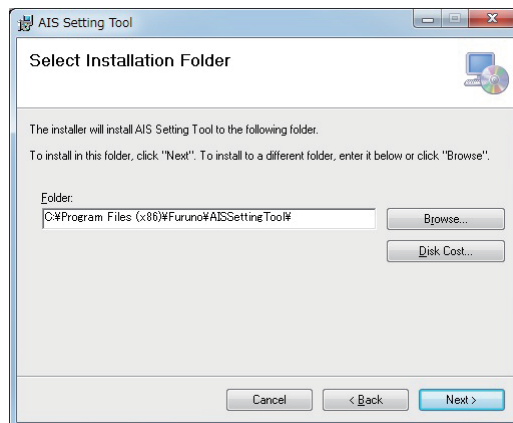 AIS Setting Tool
Select Installation Folder
The installer will install AIS Setting Tool to the following folder.
To install in this folder, click "Next". To install to a different folder, enter it below or click "Browse".
Folder:
C:¥Program Files (x86)¥Furuno¥AISSettingTool¥
Browse...
Disk Cost...
Cancel
< Back
Next >